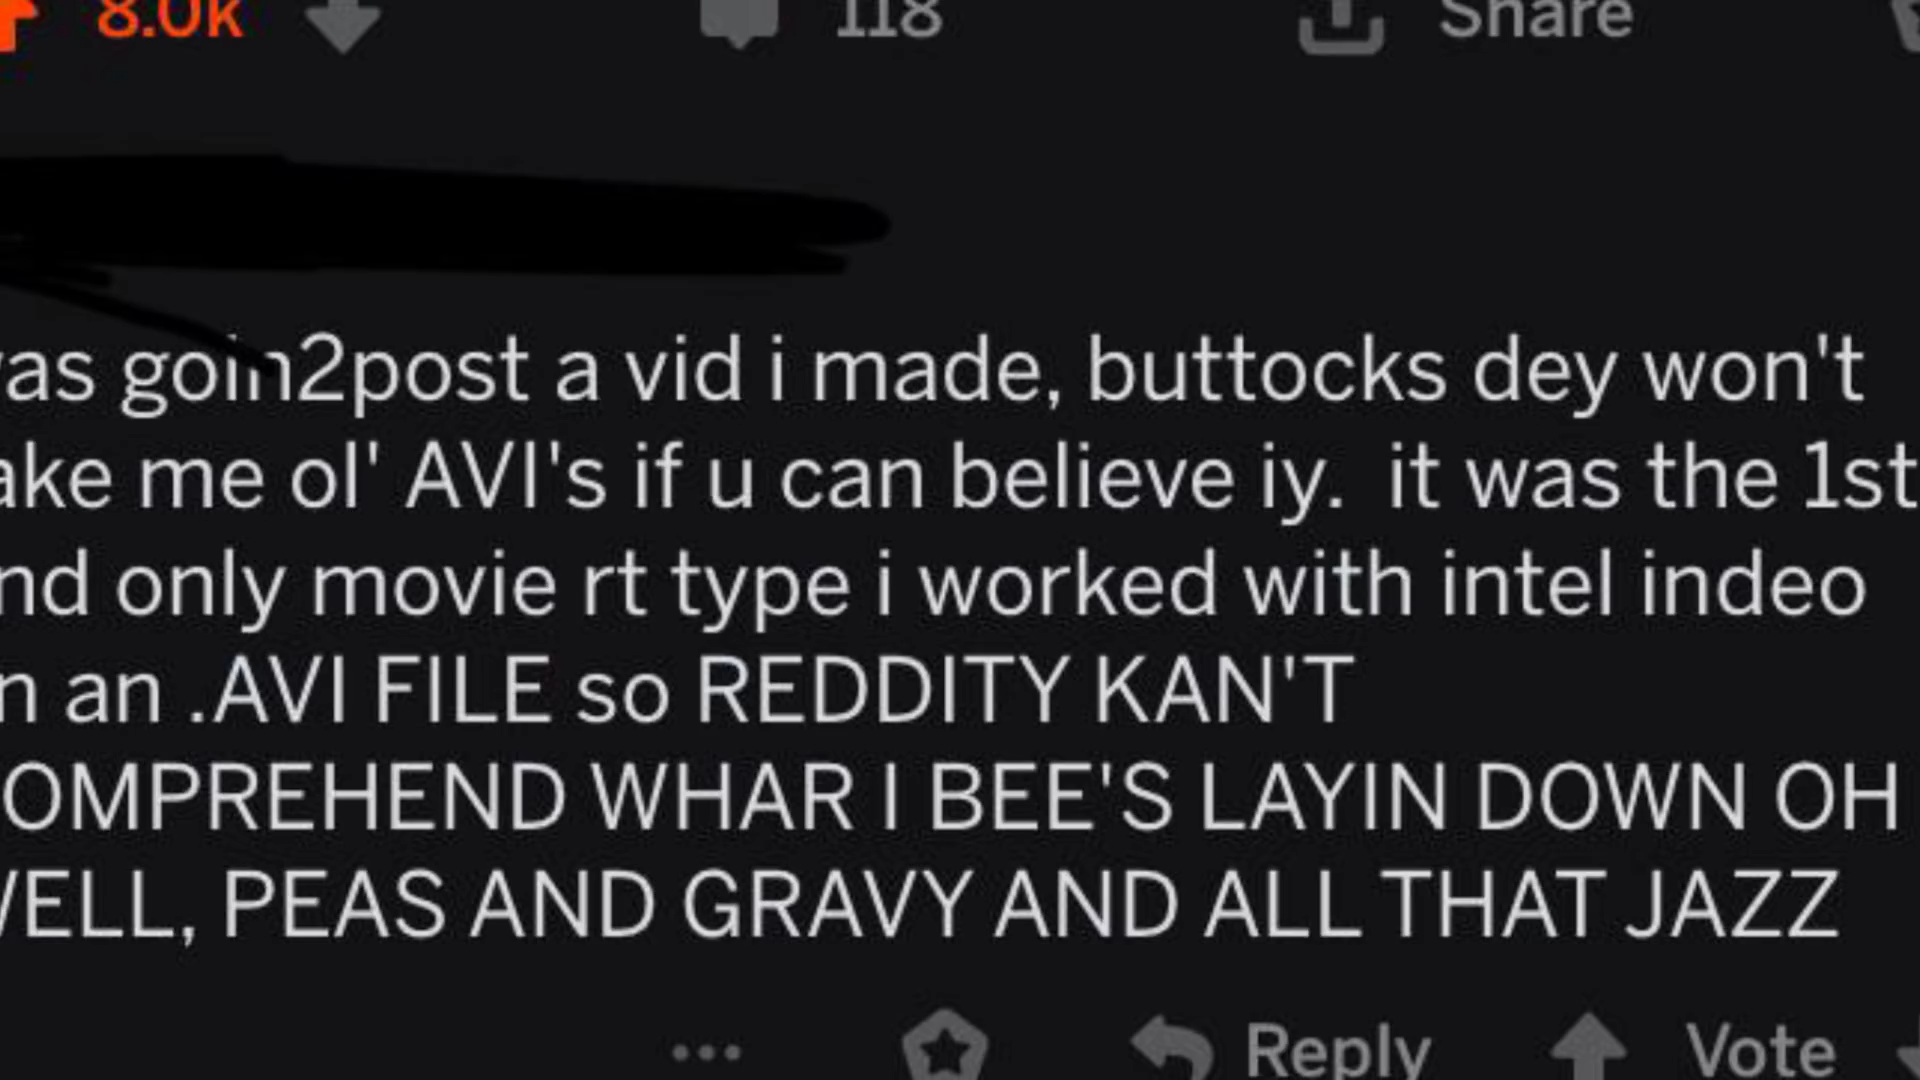 8.0k 118 Share
as goin2post a vid i made, buttocks dey won't
ake me ol' AVI's if u can believe iy. it was the 1st
nd only movie rt type i worked with intel indeo
n an .AVI FILE so REDDITY KAN'T
OMPREHEND WHAR I BEE'S LAYIN DOWN OH
ELL, PEAS AND GRAVY AND ALL THAT JAZZ
... Reply Vote